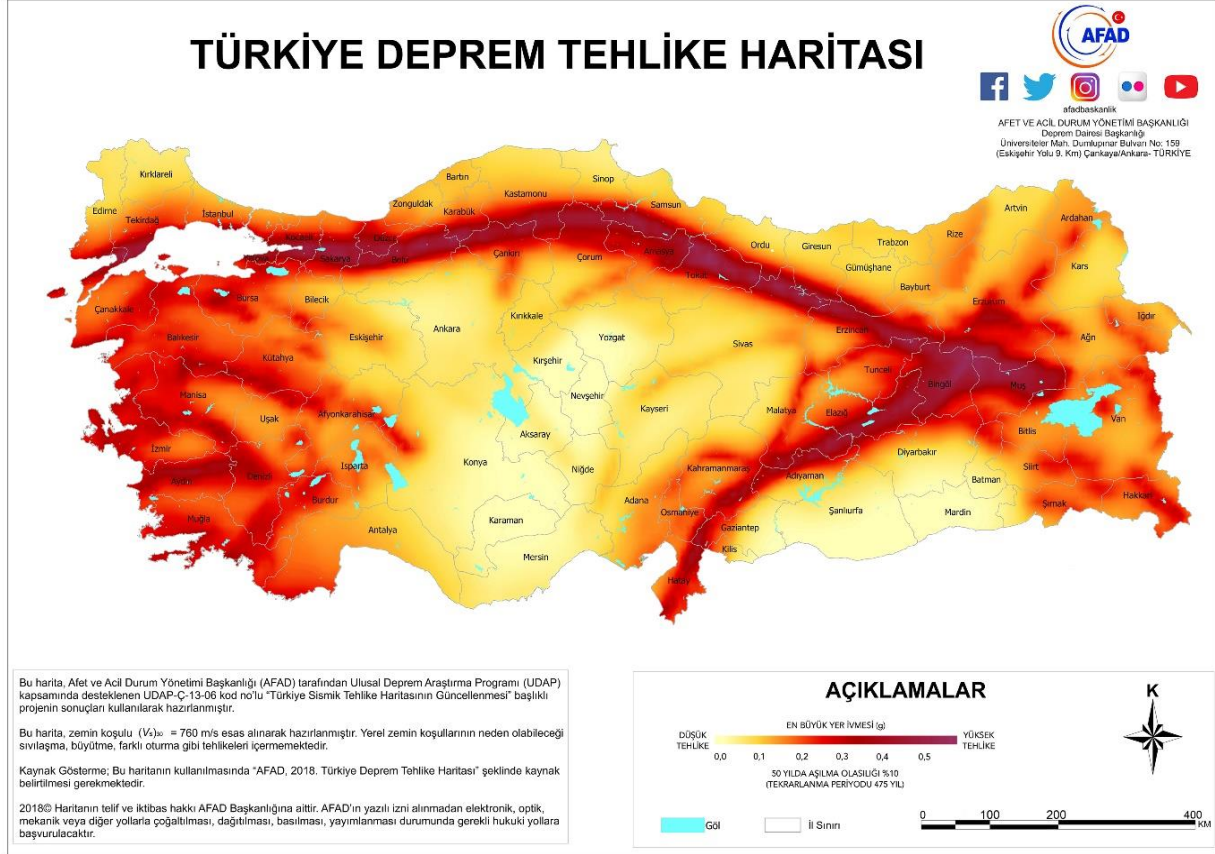 TÜRKİYE DEPREM TEHLİKE HARİTASI
AFAD
afadbaskanlik
AFET VE ACİL DURUM YÖNETİMİ BAŞKANLIĞI
Deprem Dairesi Başkanlığı
Üniversiteler Mah. Dumlupınar Bulvarı No: 159
(Eskişehir Yolu 9. Km) Çankaya/Ankara- TÜRKİYE
Kırklareli
Edirne
Tekirdağ
İstanbul
Bartın
Zonguldak
Karabük
Kastamonu
Sinop
Samsun
Ordu
Giresun
Trabzon
Rize
Artvin
Ardahan
Kars
Gümüşhane
Bayburt
Erzurum
Kocaeli
Yalova
Sakarya
Düzce
Bolu
Çankırı
Çorum
Amasya
Tokat
Erzincan
Ağrı
Iğdır
Çanakkale
Bursa
Bilecik
Balıkesir
Eskişehir
Ankara
Kırıkkale
Yozgat
Sivas
Tunceli
Bingöl
Muş
Kütahya
Kırşehir
Nevşehir
Kayseri
Malatya
Elazığ
Van
Bitlis
Manisa
Uşak
Afyonkarahisar
Aksaray
Diyarbakır
Batman
Siirt
İzmir
Isparta
Konya
Niğde
Kahramanmaraş
Adıyaman
Aydın
Denizli
Burdur
Adana
Osmaniye
Gaziantep
Şanlıurfa
Mardin
Şırnak
Hakkari
Muğla
Antalya
Karaman
Mersin
Kilis
Hatay
Bu harita, Afet ve Acil Durum Yönetimi Başkanlığı (AFAD) tarafından Ulusal Deprem Araştırma Programı (UDAP)
kapsamında desteklenen UDAP-Ç-13-06 kod no'lu "Türkiye Sismik Tehlike Haritasının Güncellenmesi" başlıklı
projenin sonuçları kullanılarak hazırlanmıştır.
Bu harita, zemin koşulu (Vs)30 = 760 m/s esas alınarak hazırlanmıştır. Yerel zemin koşullarının neden olabileceği
sıvılaşma, büyütme, farklı oturma gibi tehlikeleri içermemektedir.
Kaynak Gösterme; Bu haritanın kullanılmasında "AFAD, 2018. Türkiye Deprem Tehlike Haritası" şeklinde kaynak
belirtilmesi gerekmektedir.
2018© Haritanın telif ve iktibas hakkı AFAD Başkanlığına aittir. AFAD'ın yazılı izni alınmadan elektronik, optik,
mekanik veya diğer yollarla çoğaltılması, dağıtılması, basılması, yayımlanması durumunda gerekli hukuki yollara
başvurulacaktır.
AÇIKLAMALAR
EN BÜYÜK YER İVMESİ (g)
DÜŞÜK TEHLİKE
YÜKSEK TEHLİKE
0,0 0,1 0,2 0,3 0,4 0,5
50 YILDA AŞILMA OLASILIĞI %10
(TEKRARLANMA PERİYODU 475 YIL)
Göl
İl Sınırı
K
0 100 200 400
KM